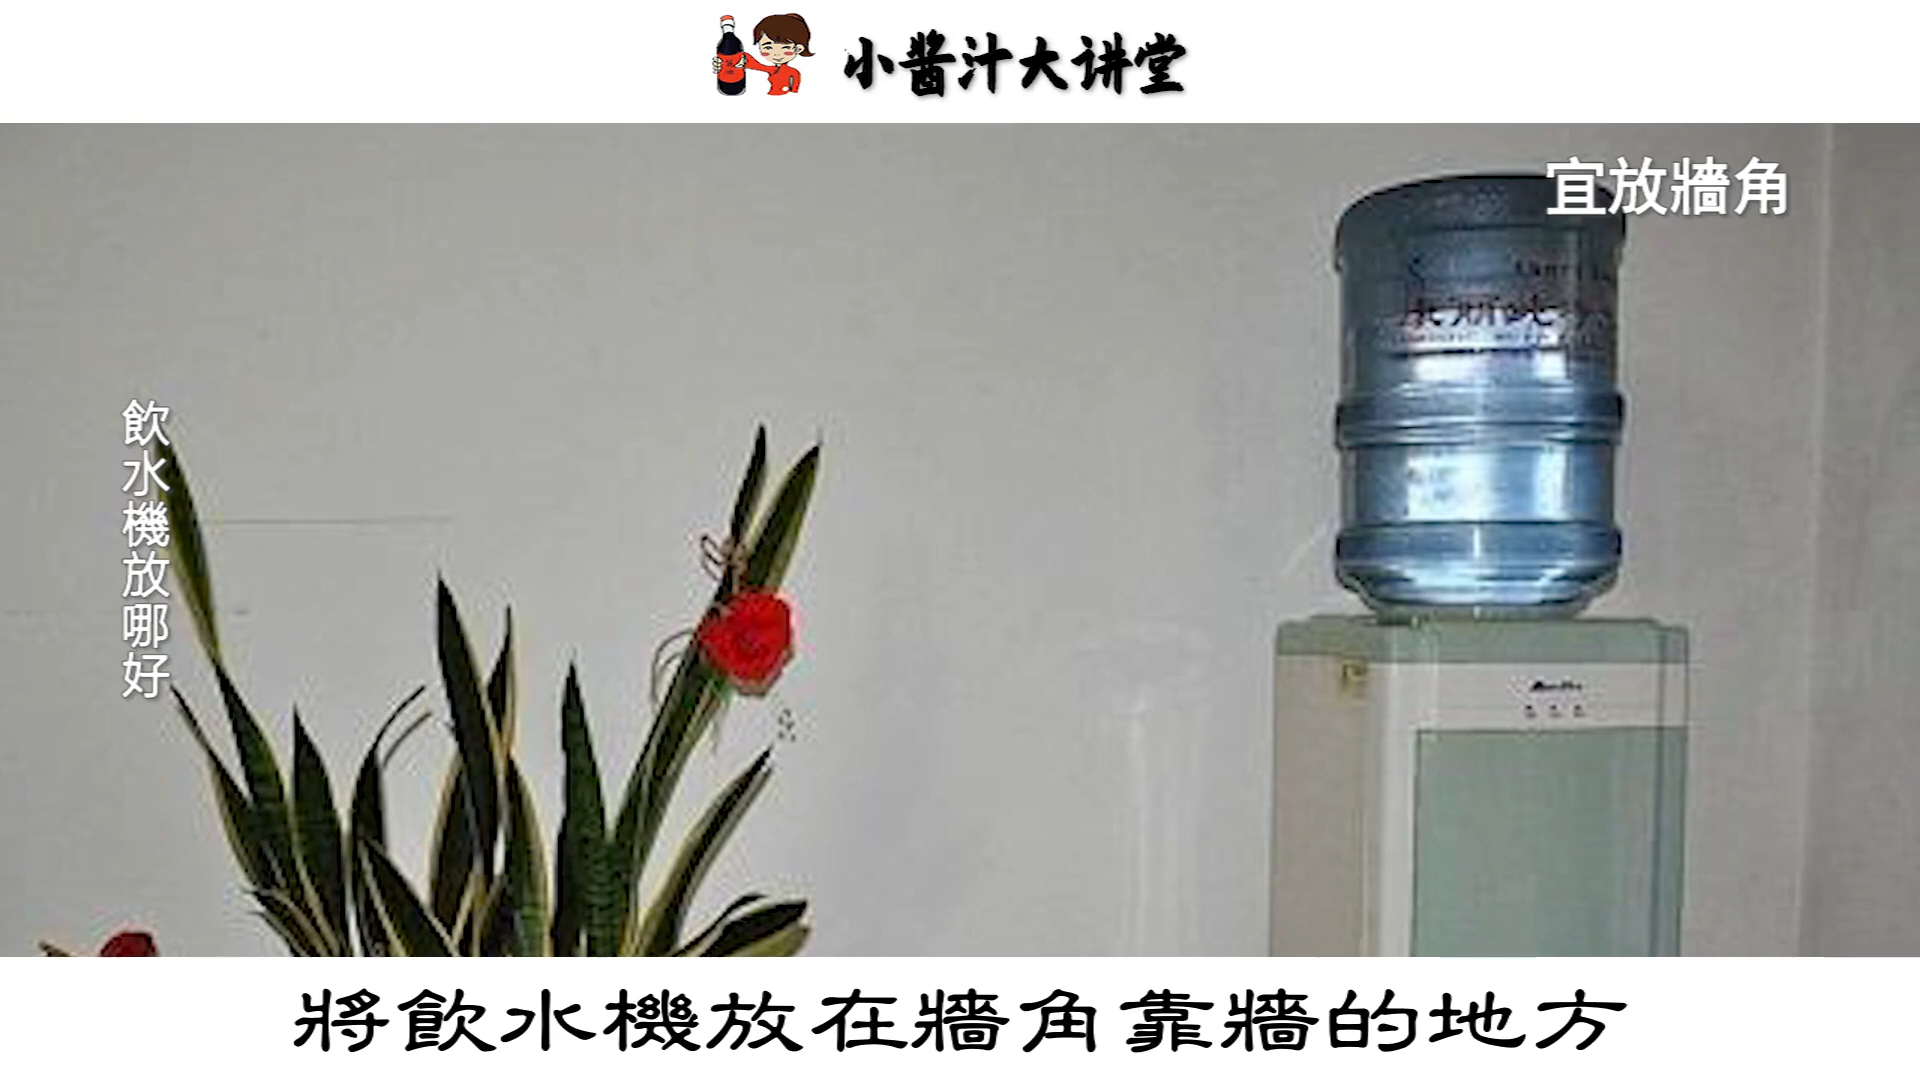 小酱汁大讲堂
宜放牆角
飲水機放哪好
將飲水機放在牆角靠牆的地方